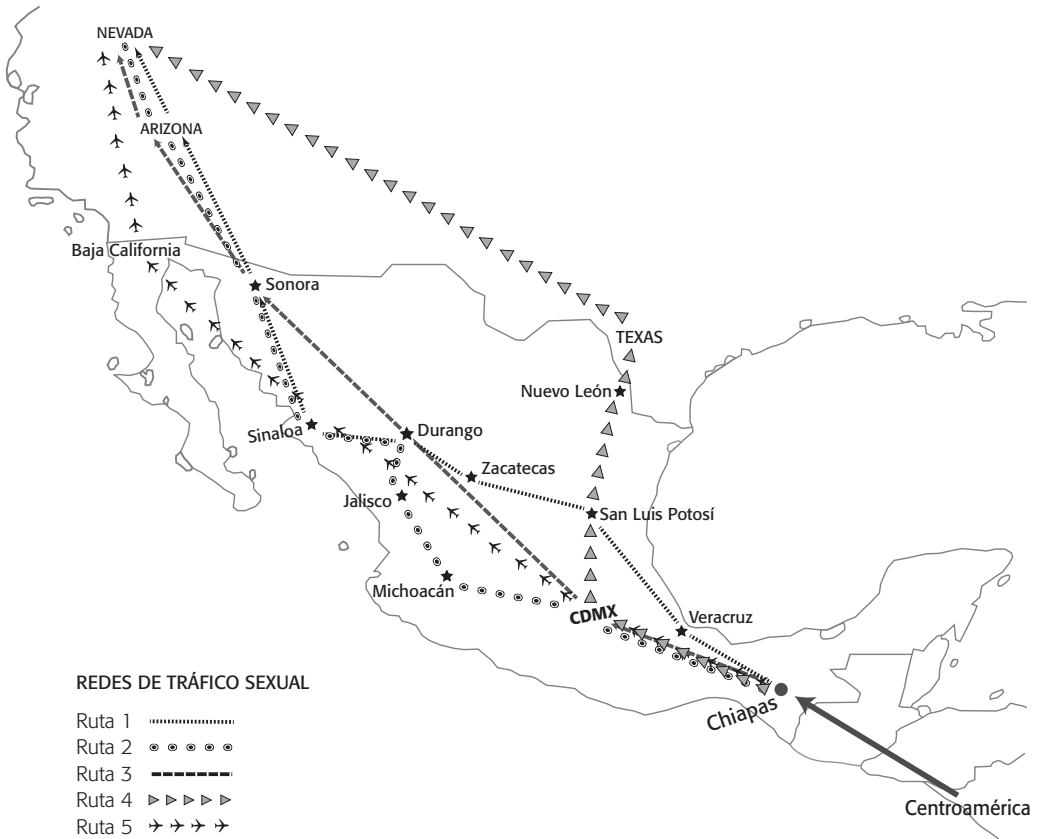 NEVADA
ARIZONA
Baja California
Sonora
TEXAS
Nuevo León
Sinaloa
Durango
Zacatecas
Jalisco
San Luis Potosí
Michoacán
CDMX
Veracruz
Chiapas
Centroamérica
REDES DE TRÁFICO SEXUAL
Ruta 1
Ruta 2
Ruta 3
Ruta 4
Ruta 5